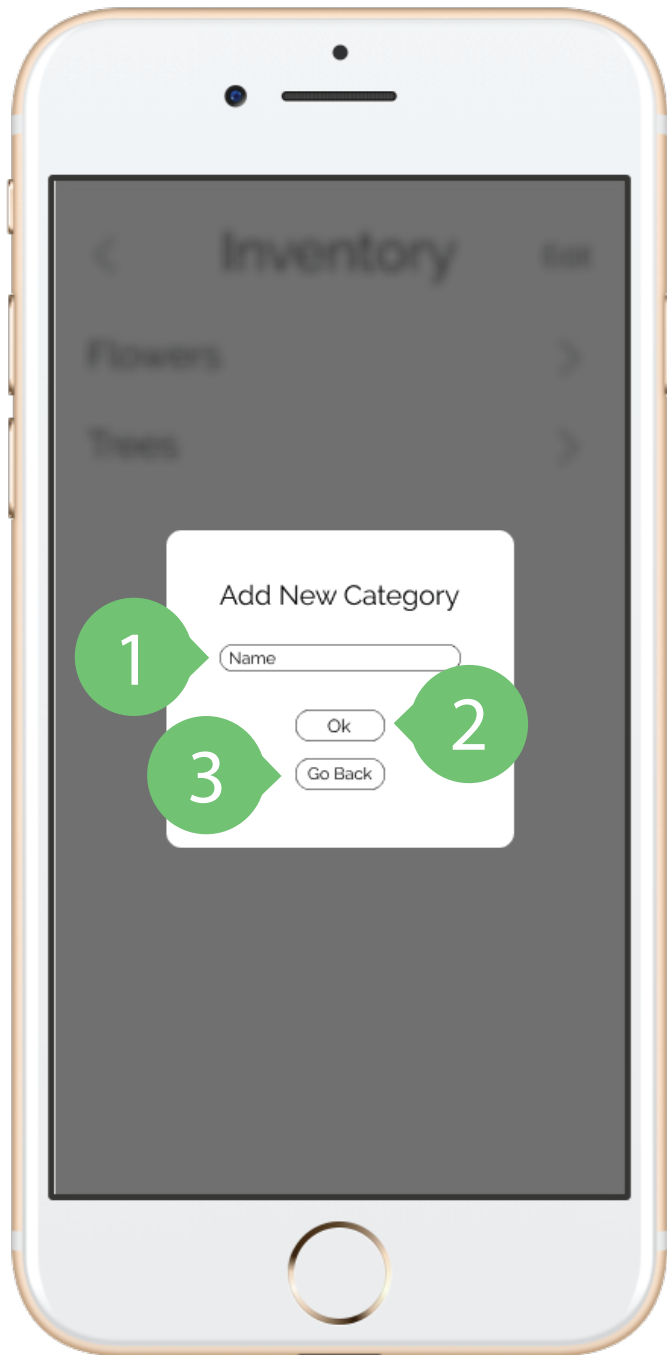 Inventory
Edit
Flowers
Trees
Add New Category
1
Name
Ok
2
Go Back
3